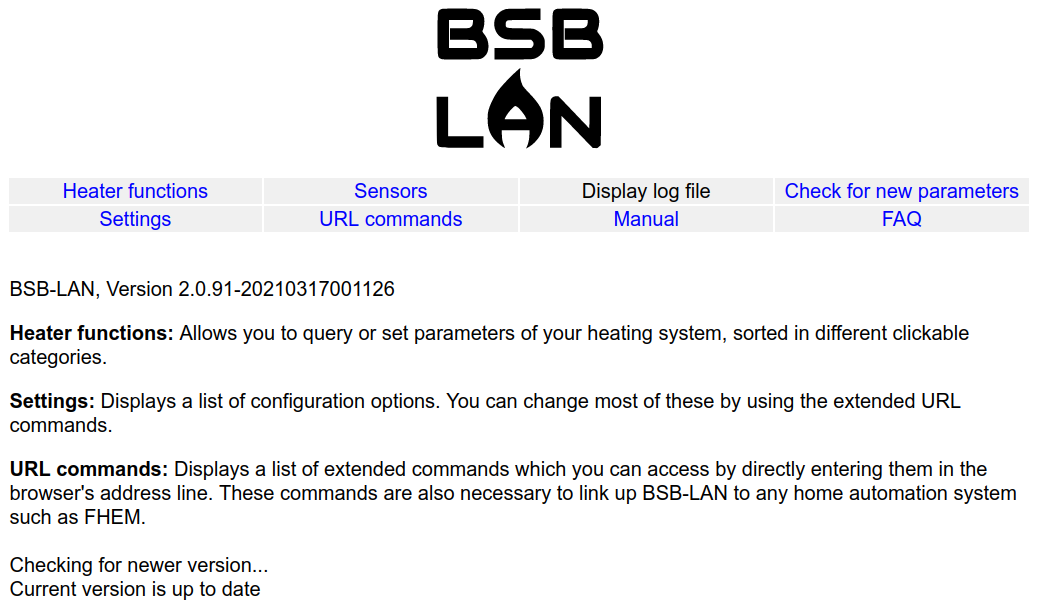 BSB
LAN
Heater functions Sensors Display log file Check for new parameters
Settings URL commands Manual FAQ
BSB-LAN, Version 2.0.91-20210317001126
Heater functions: Allows you to query or set parameters of your heating system, sorted in different clickable
categories.
Settings: Displays a list of configuration options. You can change most of these by using the extended URL
commands.
URL commands: Displays a list of extended commands which you can access by directly entering them in the
browser's address line. These commands are also necessary to link up BSB-LAN to any home automation system
such as FHEM.
Checking for newer version...
Current version is up to date